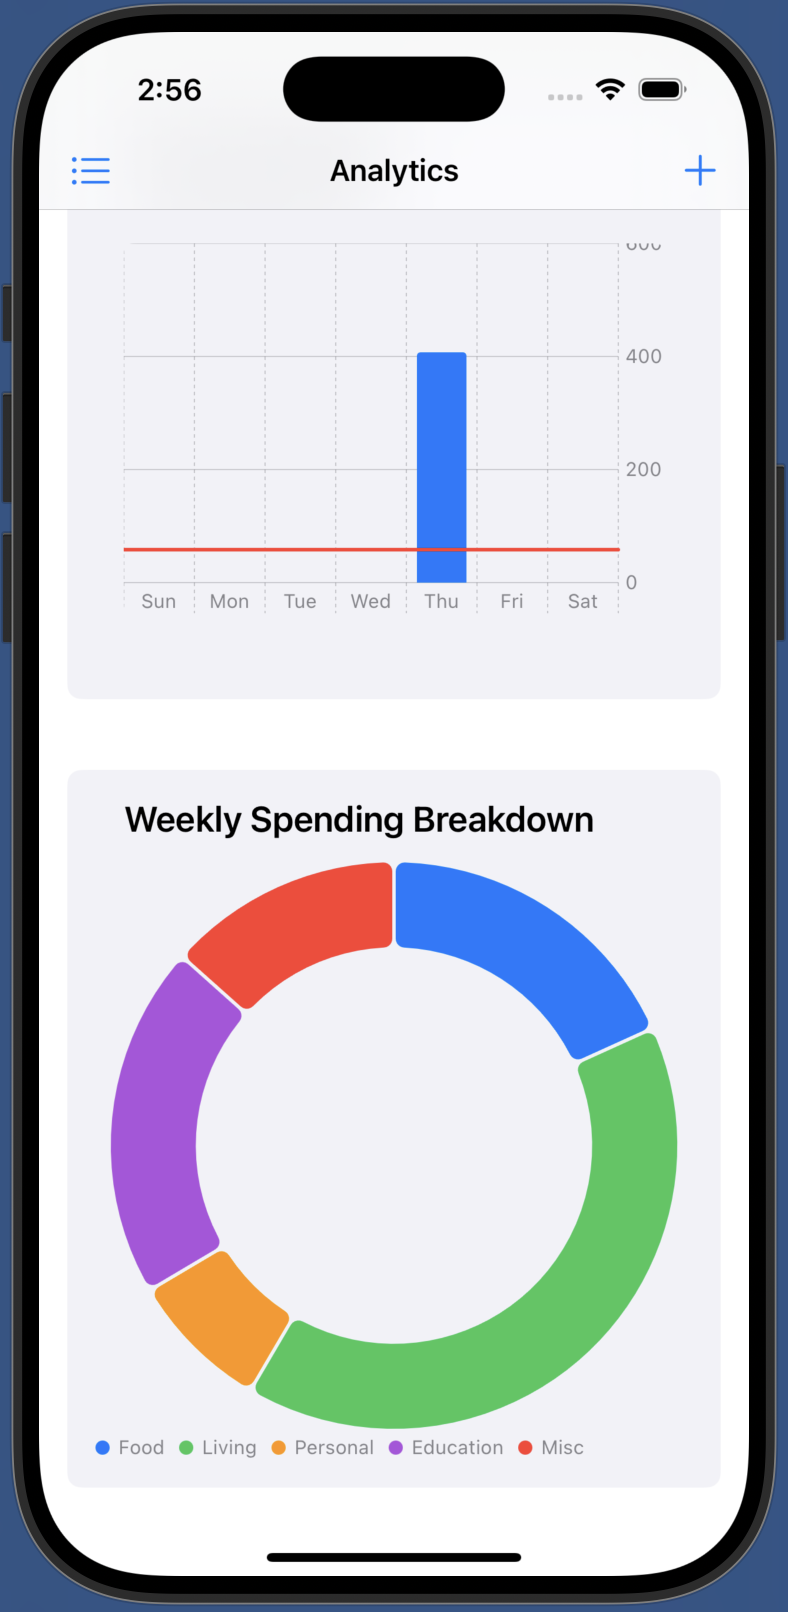 2:56
Analytics
600
400
200
0
Sun Mon Tue Wed Thu Fri Sat
Weekly Spending Breakdown
Food Living Personal Education Misc